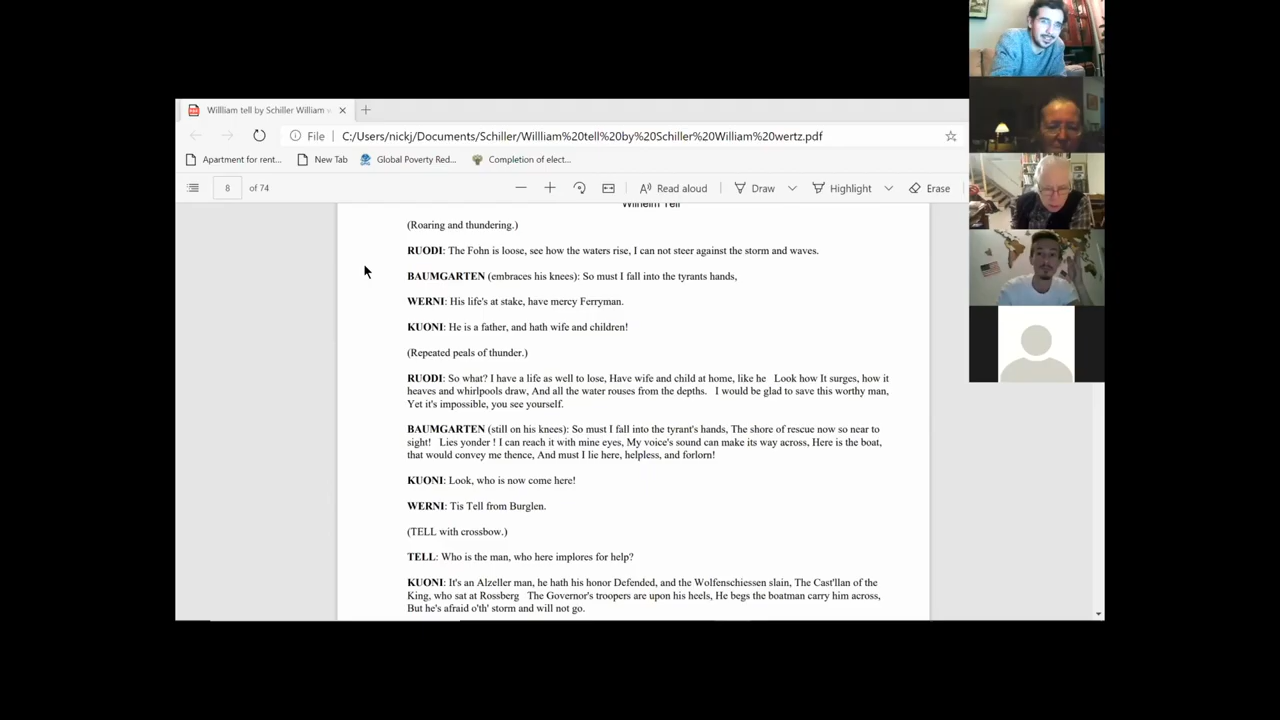 Willliam tell by Schiller William w
File C:/Users/nickj/Documents/Schiller/Willliam%20tell%20by%20Schiller%20William%20wertz.pdf
Apartment for rent... New Tab Global Poverty Red... Completion of elect...
8 of 74 Read aloud Draw Highlight Erase
Wilhelm Tell
(Roaring and thundering.)
RUODI: The Fohn is loose, see how the waters rise, I can not steer against the storm and waves.
BAUMGARTEN (embraces his knees): So must I fall into the tyrants hands,
WERNI: His life's at stake, have mercy Ferryman.
KUONI: He is a father, and hath wife and children!
(Repeated peals of thunder.)
RUODI: So what? I have a life as well to lose, Have wife and child at home, like he Look how It surges, how it
heaves and whirlpools draw, And all the water rouses from the depths. I would be glad to save this worthy man,
Yet it's impossible, you see yourself.
BAUMGARTEN (still on his knees): So must I fall into the tyrant's hands, The shore of rescue now so near to
sight! Lies yonder ! I can reach it with mine eyes, My voice's sound can make its way across, Here is the boat,
that would convey me thence, And must I lie here, helpless, and forlorn!
KUONI: Look, who is now come here!
WERNI: Tis Tell from Burglen.
(TELL with crossbow.)
TELL: Who is the man, who here implores for help?
KUONI: It's an Alzeller man, he hath his honor Defended, and the Wolfenschiessen slain, The Cast'llan of the
King, who sat at Rossberg The Governor's troopers are upon his heels, He begs the boatman carry him across,
But he's afraid o'th' storm and will not go.